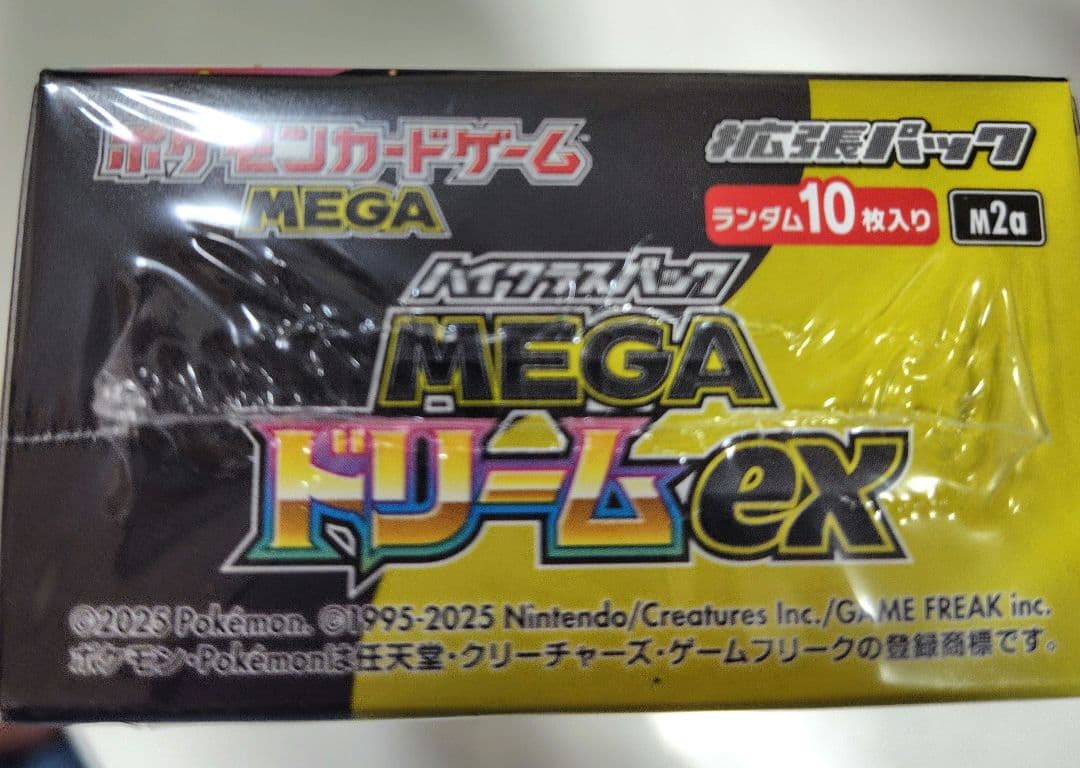 ポケモンカードゲーム™
MEGA
拡張パック
ランダム10枚入り
M2a
ハイクラスパック
MEGA
ドリームex
©2025 Pokémon. ©1995-2025 Nintendo/Creatures Inc./GAME FREAK inc.
ポケモン・Pokémonは任天堂・クリーチャーズ・ゲームフリークの登録商標です。